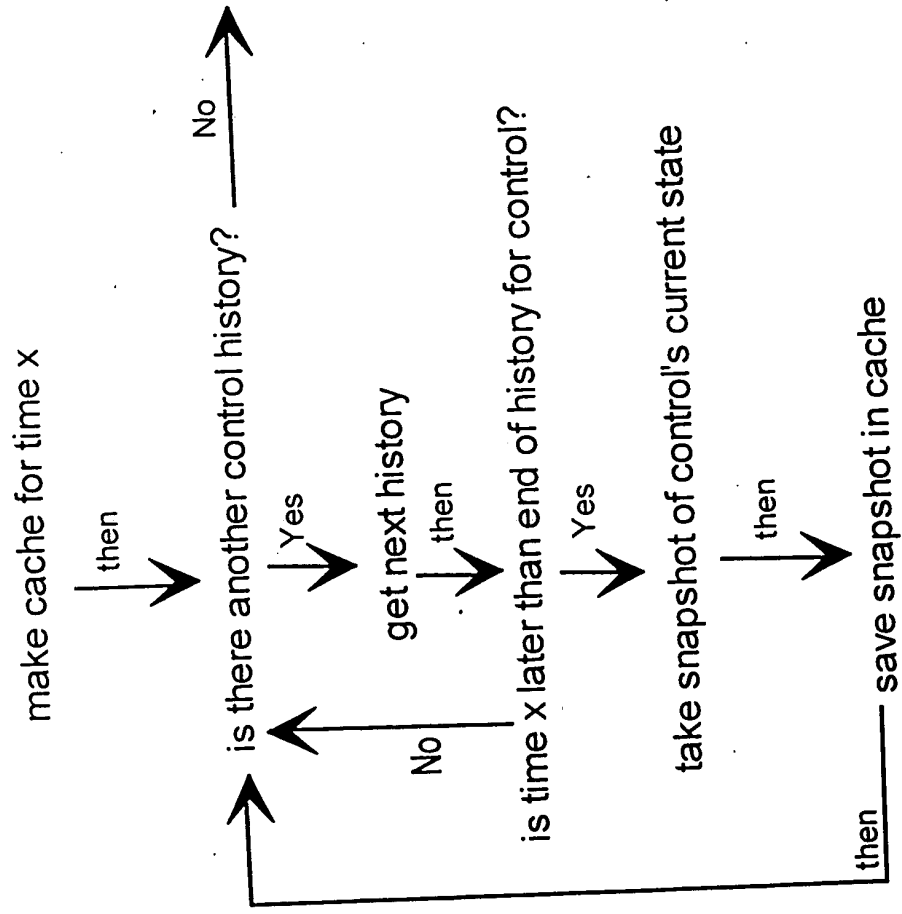 make cache for time x
then
is there another control history?
No
Yes
get next history
then
No
is time x later than end of history for control?
Yes
take snapshot of control's current state
then
save snapshot in cache
then